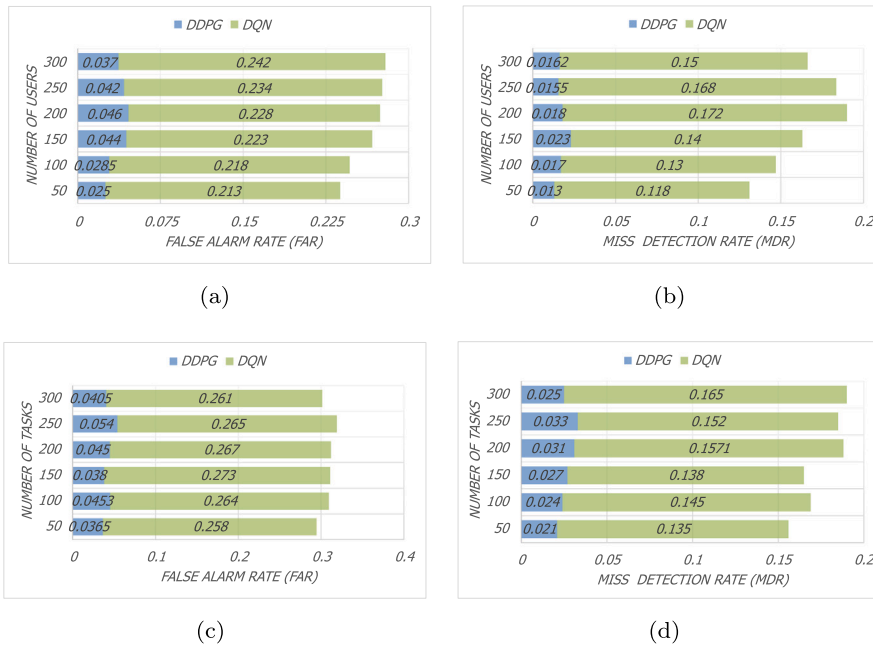 DDPG DQN
NUMBER OF USERS
300 0.037 0.242
250 0.042 0.234
200 0.046 0.228
150 0.044 0.223
100 0.0285 0.218
50 0.025 0.213
0 0.075 0.15 0.225 0.3
FALSE ALARM RATE (FAR)
(a)
DDPG DQN
NUMBER OF USERS
300 0.0162 0.15
250 0.0155 0.168
200 0.018 0.172
150 0.023 0.14
100 0.017 0.13
50 0.013 0.118
0 0.05 0.1 0.15 0.2
MISS DETECTION RATE (MDR)
(b)
DDPG DQN
NUMBER OF TASKS
300 0.0405 0.261
250 0.054 0.265
200 0.045 0.267
150 0.038 0.273
100 0.0453 0.264
50 0.0365 0.258
0 0.1 0.2 0.3 0.4
FALSE ALARM RATE (FAR)
(c)
DDPG DQN
NUMBER OF TASKS
300 0.025 0.165
250 0.033 0.152
200 0.031 0.1571
150 0.027 0.138
100 0.024 0.145
50 0.021 0.135
0 0.05 0.1 0.15 0.2
MISS DETECTION RATE (MDR)
(d)